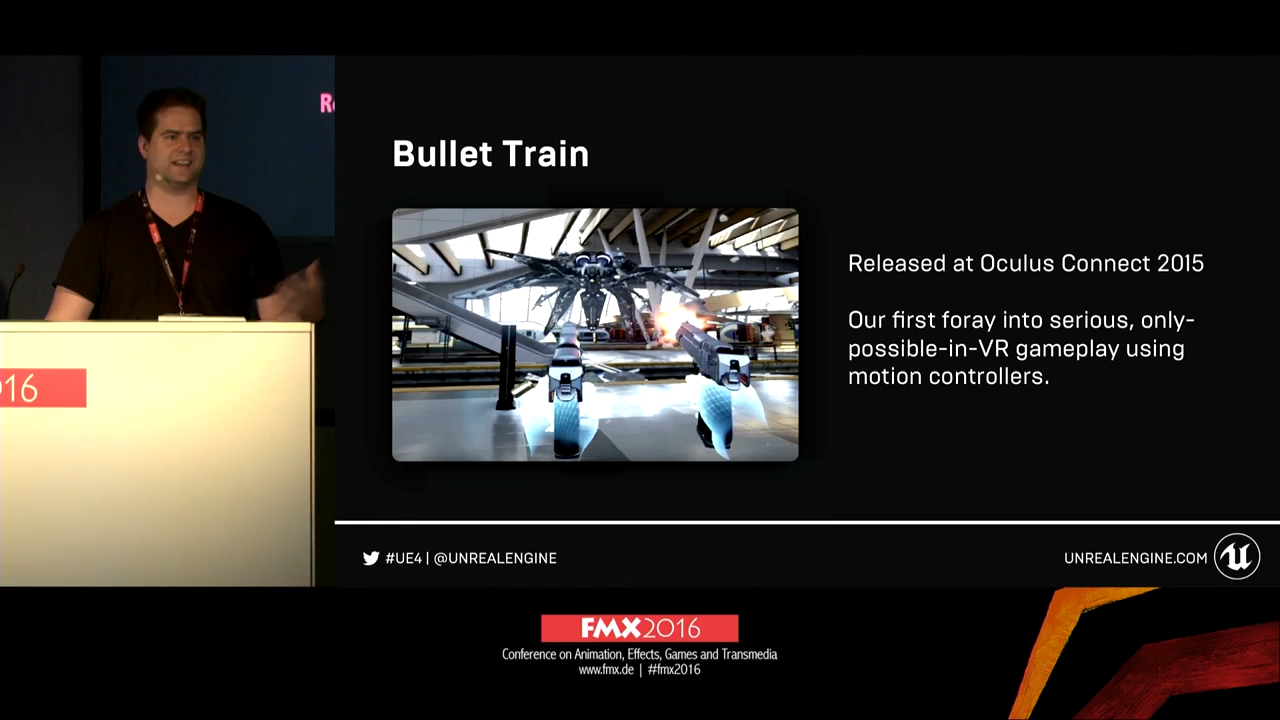 Bullet Train
Released at Oculus Connect 2015
Our first foray into serious, only-
possible-in-VR gameplay using
motion controllers.
16
#UE4 | @UNREALENGINE
UNREALENGINE.COM
FMX2016
Conference on Animation, Effects, Games and Transmedia
www.fmx.de | #fmx2016